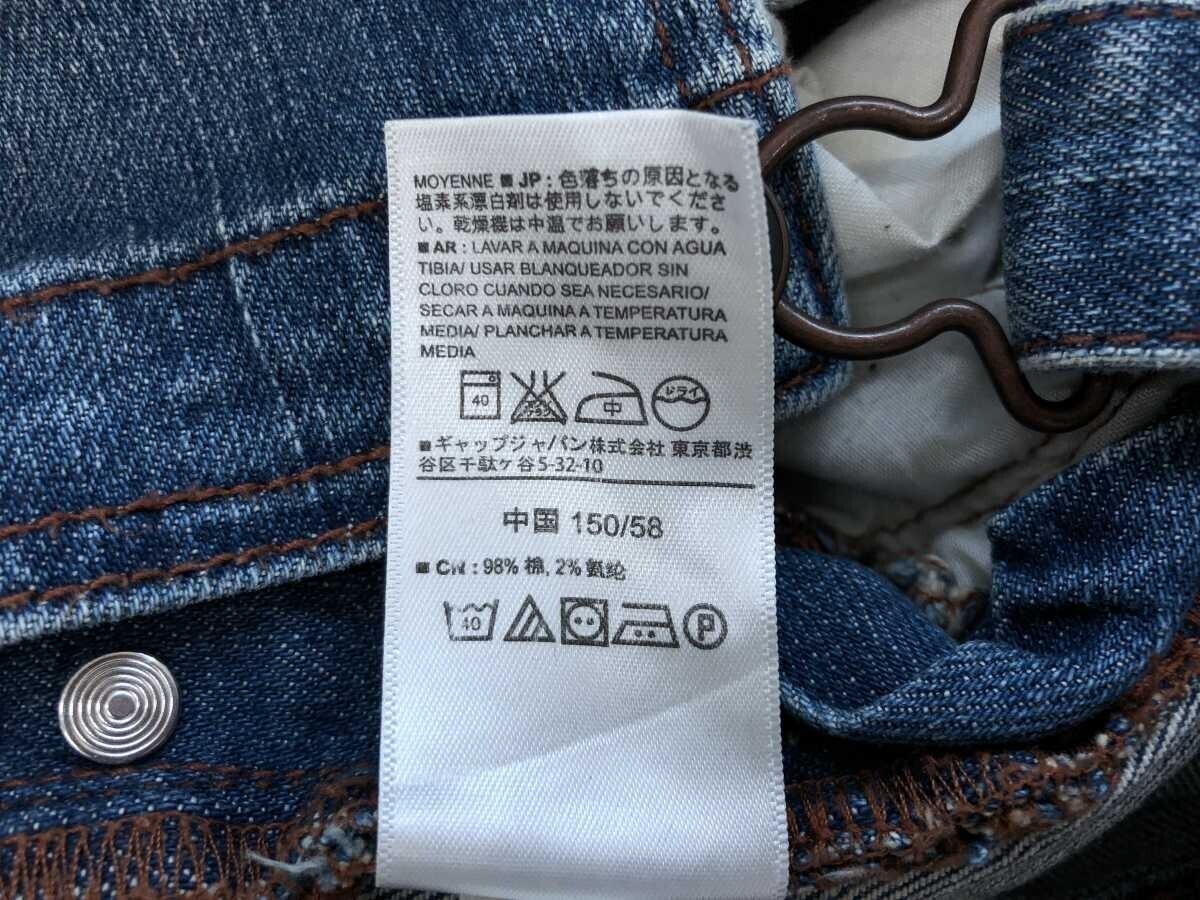 MOYENNE ■ JP : 色落ちの原因となる
塩素系漂白剤は使用しないでくださ
い。乾燥機は中温でお願いします。
■ AR : LAVAR A MAQUINA CON AGUA
TIBIA/ USAR BLANQUEADOR SIN
CLORO CUANDO SEA NECESARIO/
SECAR A MAQUINA A TEMPERATURA
MEDIA/ PLANCHAR A TEMPERATURA
MEDIA
40 中 ドライ
■ ギャップジャパン株式会社 東京都渋
谷区千駄ヶ谷5-32-10
中国 150/58
■ CN : 98% 棉, 2% 氨纶
40 P